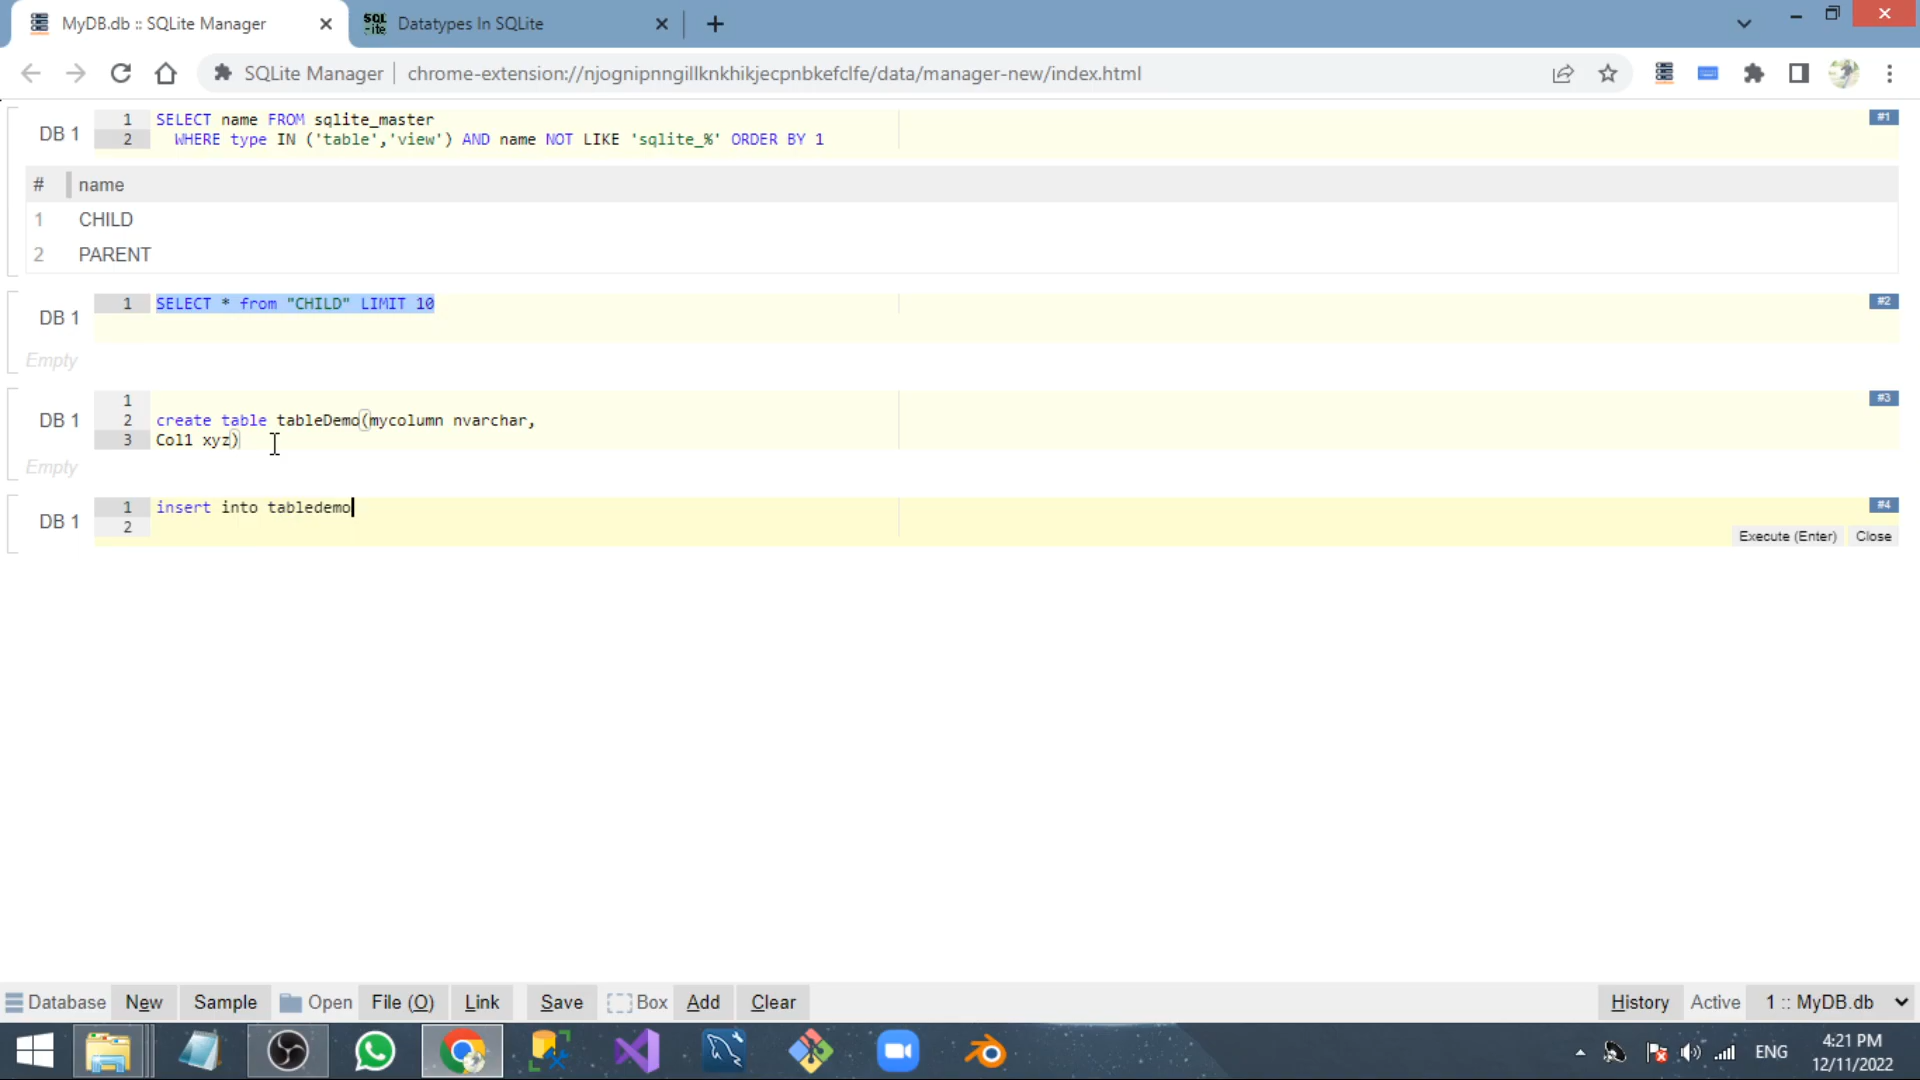 MyDB.db :: SQLite Manager
SQL
-ite
Datatypes In SQLite
SQLite Manager
chrome-extension://njognipnngillknkhikjecpnbkefclfe/data/manager-new/index.html
DB 1
1 SELECT name FROM sqlite_master
2 WHERE type IN ('table','view') AND name NOT LIKE 'sqlite_%' ORDER BY 1
#1
# name
1 CHILD
2 PARENT
DB 1
1 SELECT * from "CHILD" LIMIT 10
#2
Empty
DB 1
1
2 create table tableDemo(mycolumn nvarchar,
3 Col1 xyz)
#3
Empty
DB 1
1 insert into tabledemo
2
#4
Execute (Enter) Close
Database New Sample Open File (O) Link Save Box Add Clear History Active 1 :: MyDB.db
ENG
4:21 PM
12/11/2022